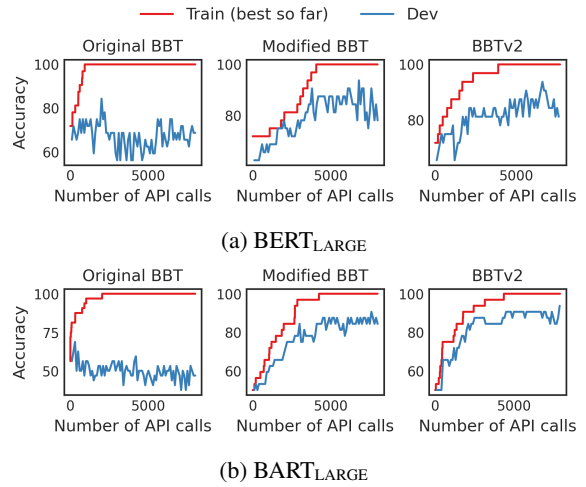 Train (best so far) Dev
Original BBT Modified BBT BBTv2
Accuracy
100
80
60
100
80
100
80
0 5000 0 5000 0 5000
Number of API calls Number of API calls Number of API calls
(a) BERTLARGE
Original BBT Modified BBT BBTv2
Accuracy
100
75
50
100
80
60
100
80
60
0 5000 0 5000 0 5000
Number of API calls Number of API calls Number of API calls
(b) BARTLARGE